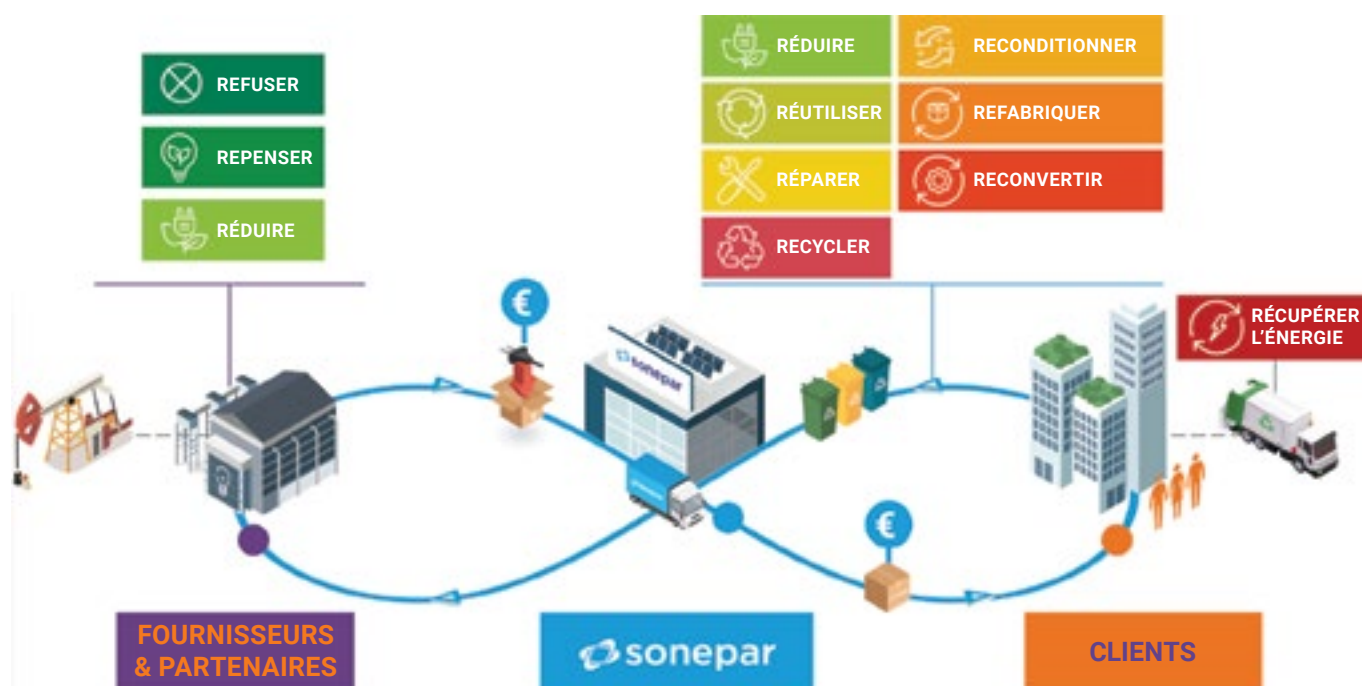 REFUSER
REPENSER
RÉDUIRE
RÉDUIRE
RECONDITIONNER
RÉUTILISER
REFABRIQUER
RÉPARER
RECONVERTIR
RECYCLER
€
sonepar
RÉCUPÉRER
L'ÉNERGIE
€
FOURNISSEURS
& PARTENAIRES
sonepar
CLIENTS